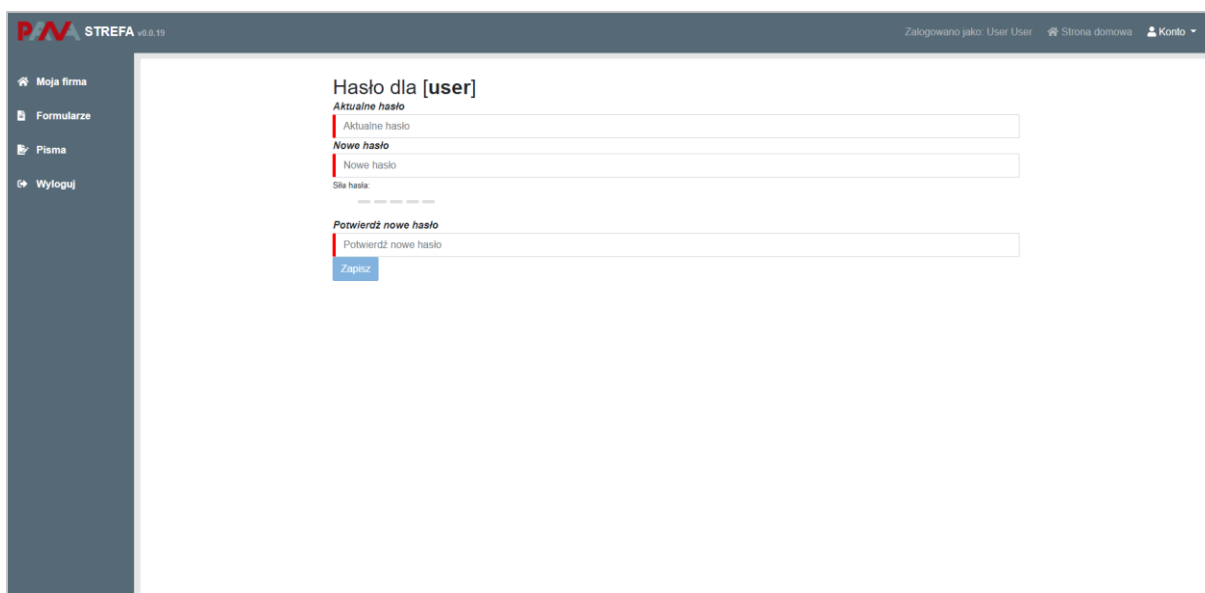 PANA STREFA v0.0.19 Zalogowano jako: User User Strona domowa Konto
Moja firma
Formularze
Pisma
Wyloguj
Hasło dla [user]
Aktualne hasło
Aktualne hasło
Nowe hasło
Nowe hasło
Siła hasła:
Potwierdź nowe hasło
Potwierdź nowe hasło
Zapisz